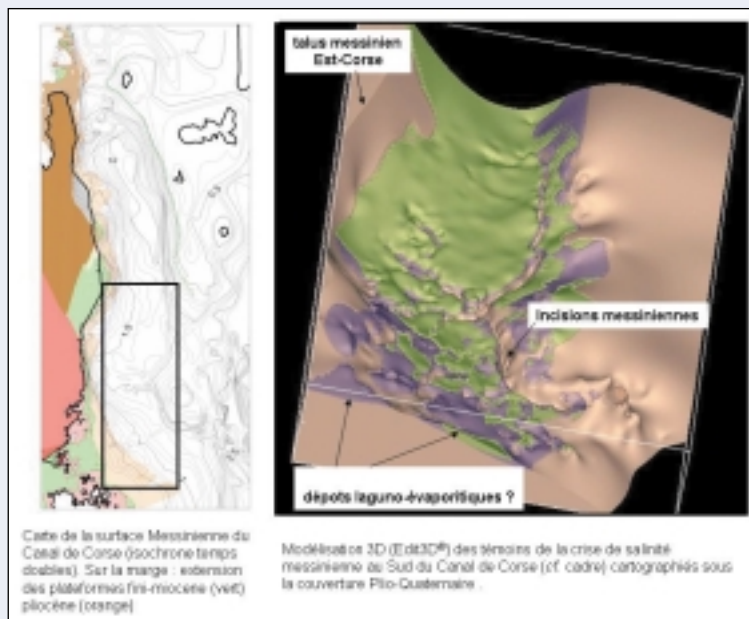 talus messinien
Est-Corse
Incisions messiniennes
dépots laguno-évaporitiques ?
Carte de la surface Messinienne du
Canal de Corse (isochrone temps
doubles). Sur la marge : extension
des plateformes fini-miocene (vert)
pliocène (orange)
Modélisation 3D (Edit3D®) des témoins de la crise de salinité
messinienne au Sud du Canal de Corse (cf. cadre) cartographiés sous
la couverture Plio-Quaternaire .